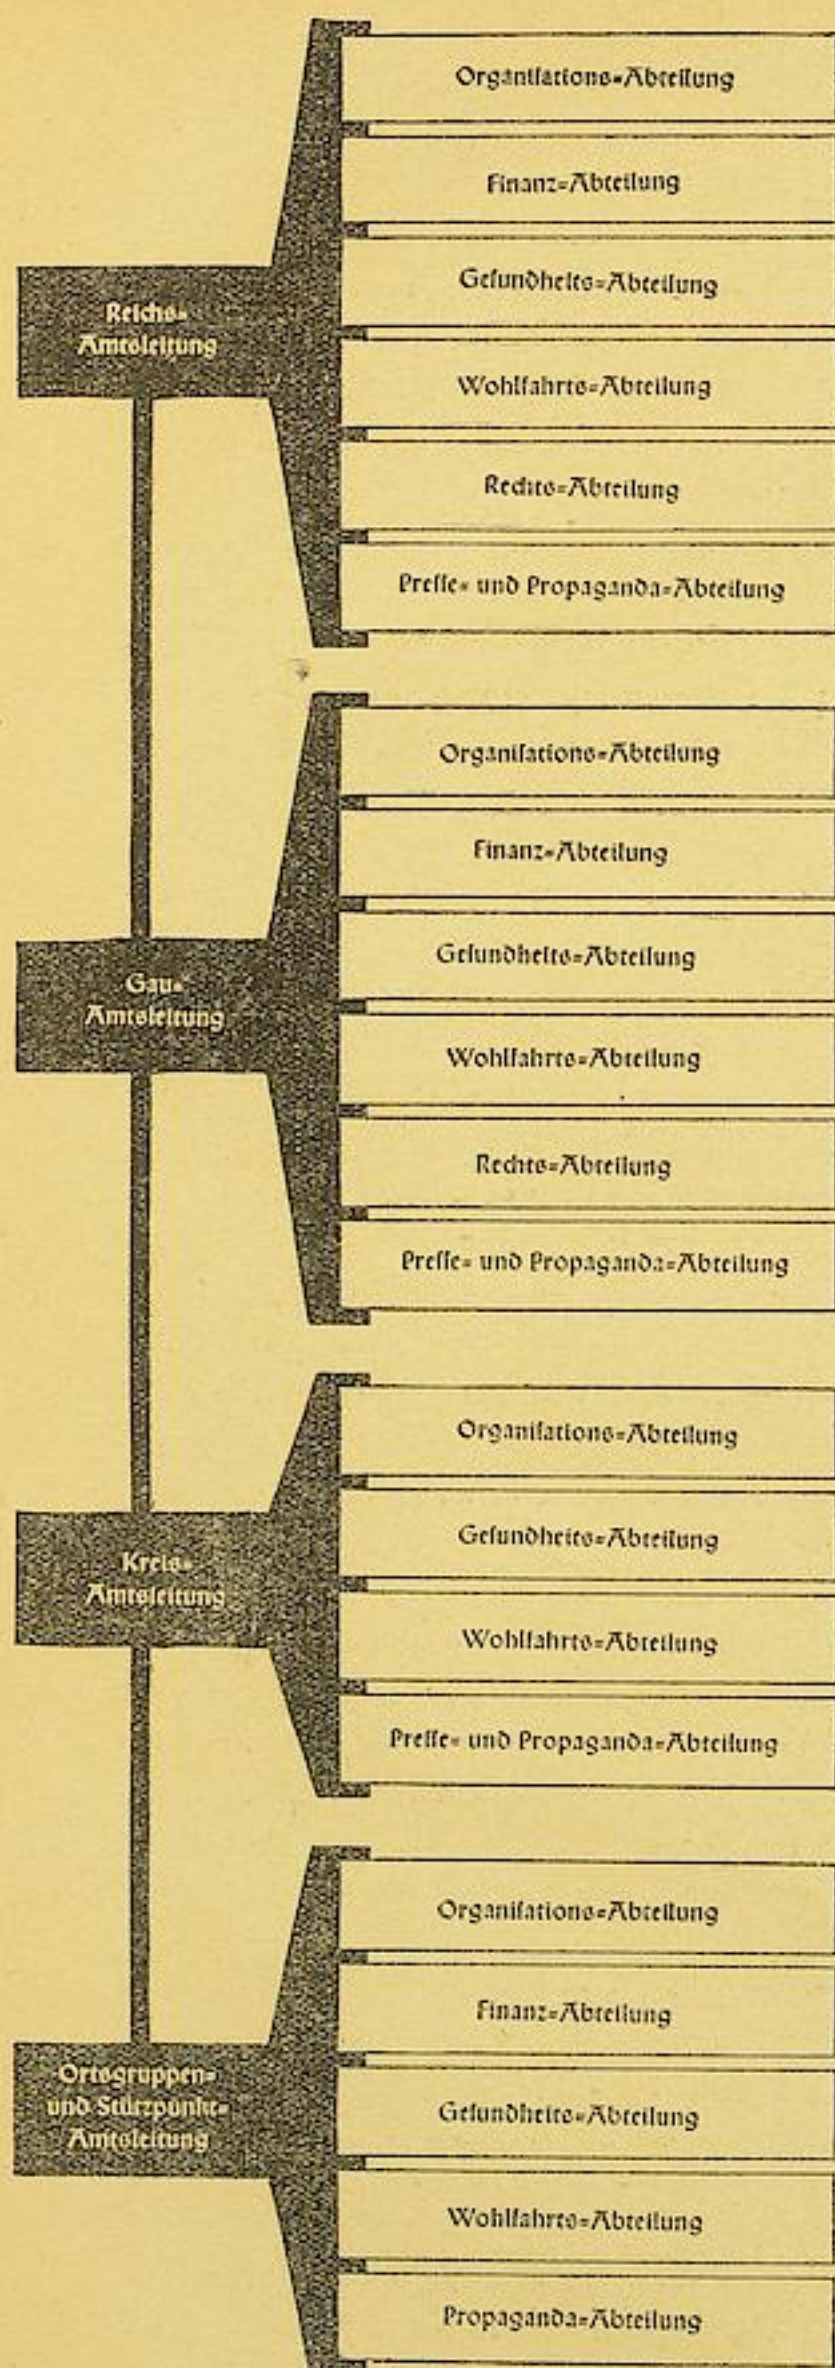 Organisations-Abteilung
Finanz-Abteilung
Gesundheits-Abteilung
Reichs-
Amtsleitung
Wohlfahrts-Abteilung
Rechts-Abteilung
Presse- und Propaganda-Abteilung
Organisations-Abteilung
Finanz-Abteilung
Gesundheits-Abteilung
Gau-
Amtsleitung
Wohlfahrts-Abteilung
Rechts-Abteilung
Presse- und Propaganda-Abteilung
Organisations-Abteilung
Gesundheits-Abteilung
Kreis-
Amtsleitung
Wohlfahrts-Abteilung
Presse- und Propaganda-Abteilung
Organisations-Abteilung
Finanz-Abteilung
Ortsgruppen-
und Stützpunkt-
Amtsleitung
Gesundheits-Abteilung
Wohlfahrts-Abteilung
Propaganda-Abteilung